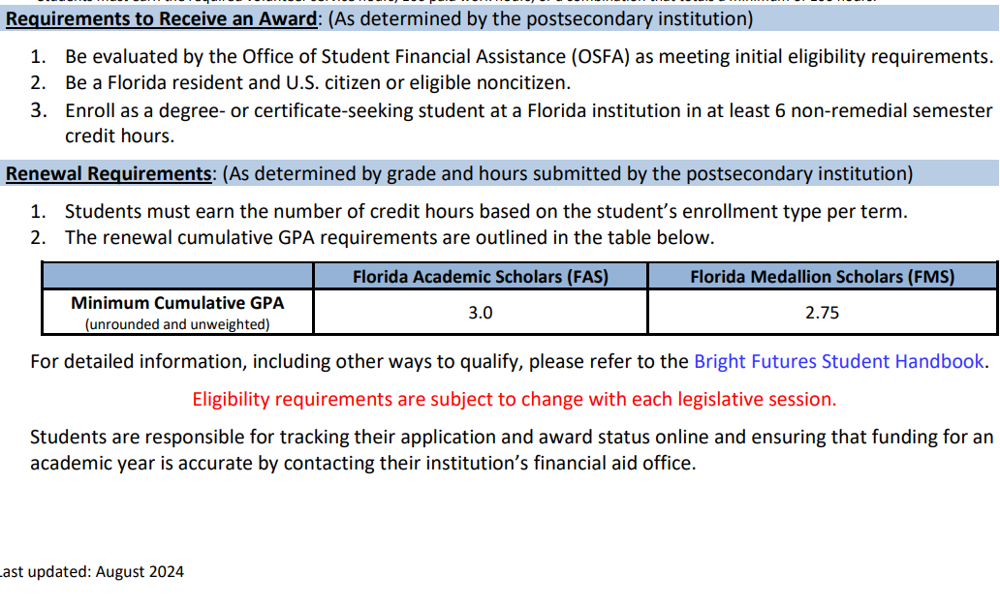 Requirements to Receive an Award: (As determined by the postsecondary institution)
1. Be evaluated by the Office of Student Financial Assistance (OSFA) as meeting initial eligibility requirements.
2. Be a Florida resident and U.S. citizen or eligible noncitizen.
3. Enroll as a degree- or certificate-seeking student at a Florida institution in at least 6 non-remedial semester
credit hours.
Renewal Requirements: (As determined by grade and hours submitted by the postsecondary institution)
1. Students must earn the number of credit hours based on the student's enrollment type per term.
2. The renewal cumulative GPA requirements are outlined in the table below.
Florida Academic Scholars (FAS) Florida Medallion Scholars (FMS)
Minimum Cumulative GPA
(unrounded and unweighted)
3.0 2.75
For detailed information, including other ways to qualify, please refer to the Bright Futures Student Handbook.
Eligibility requirements are subject to change with each legislative session.
Students are responsible for tracking their application and award status online and ensuring that funding for an
academic year is accurate by contacting their institution's financial aid office.
Last updated: August 2024